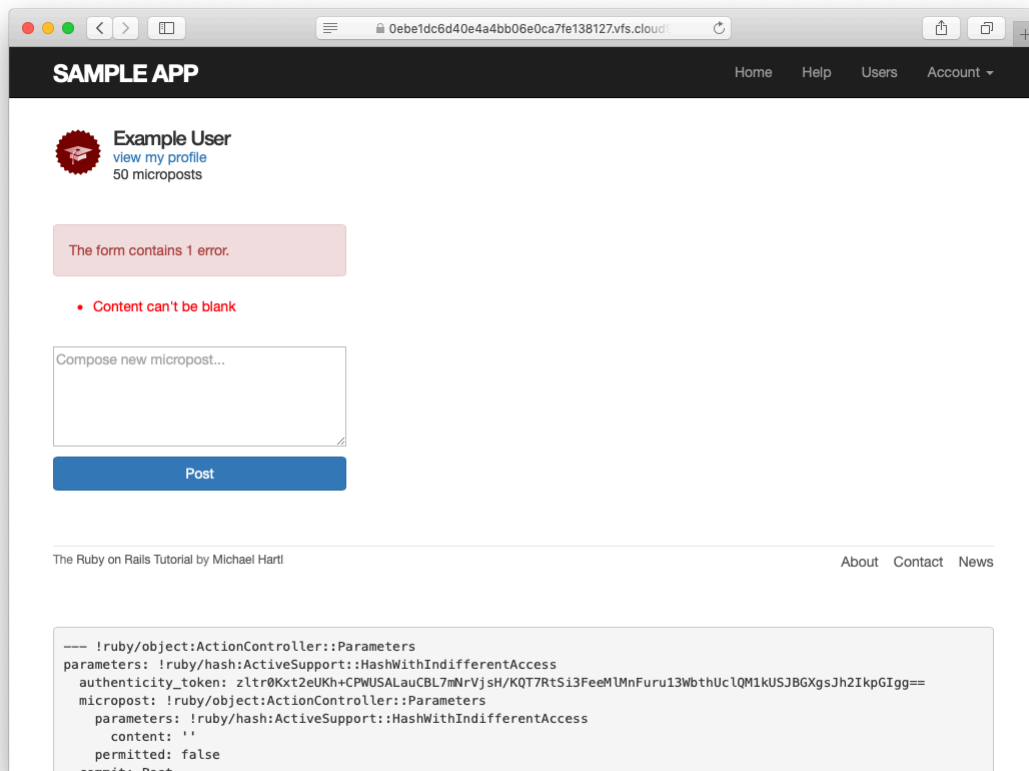 0ebe1dc6d40e4a4bb06e0ca7fe138127.vfs.cloud
SAMPLE APP
Home Help Users Account
Example User
view my profile
50 microposts
The form contains 1 error.
• Content can't be blank
Compose new micropost...
Post
The Ruby on Rails Tutorial by Michael Hartl
About Contact News
--- !ruby/object:ActionController::Parameters
parameters: !ruby/hash:ActiveSupport::HashWithIndifferentAccess
authenticity_token: zltr0Kxt2eUKh+CPWUSALauCBL7mNrVjsH/KQT7RtSi3FeeMlMnFuru13WbthUclQM1kUSJBGXgsJh2IkpGIgg==
micropost: !ruby/object:ActionController::Parameters
parameters: !ruby/hash:ActiveSupport::HashWithIndifferentAccess
content: ''
permitted: false
commit: Post